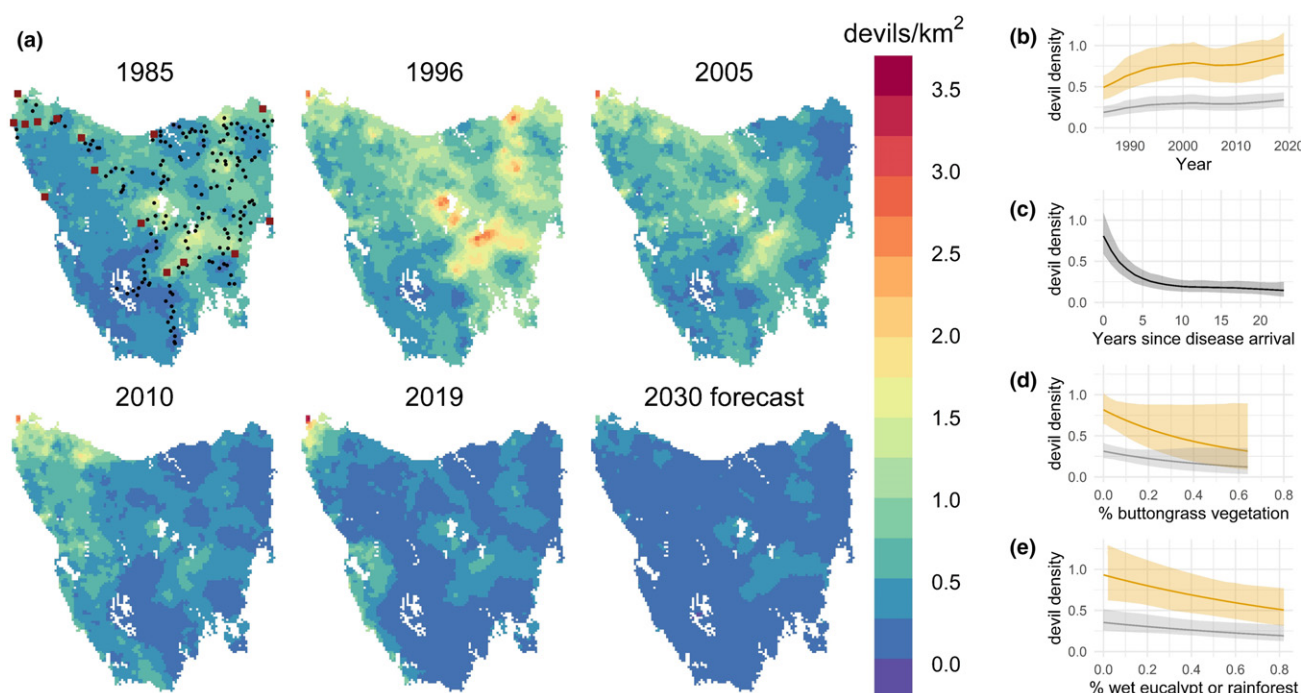 (a)
devils/km²
1985
1996
2005
2010
2019
2030 forecast
3.5
3.0
2.5
2.0
1.5
1.0
0.5
0.0
(b)
devil density
1.0
0.5
0.0
1990
2000
2010
2020
Year
(c)
devil density
1.0
0.5
0.0
0
5
10
15
20
Years since disease arrival
(d)
devil density
1.0
0.5
0.0
0.0
0.2
0.4
0.6
0.8
% buttongrass vegetation
(e)
devil density
1.0
0.5
0.0
0.0
0.2
0.4
0.6
0.8
% wet eucalypt or rainforest